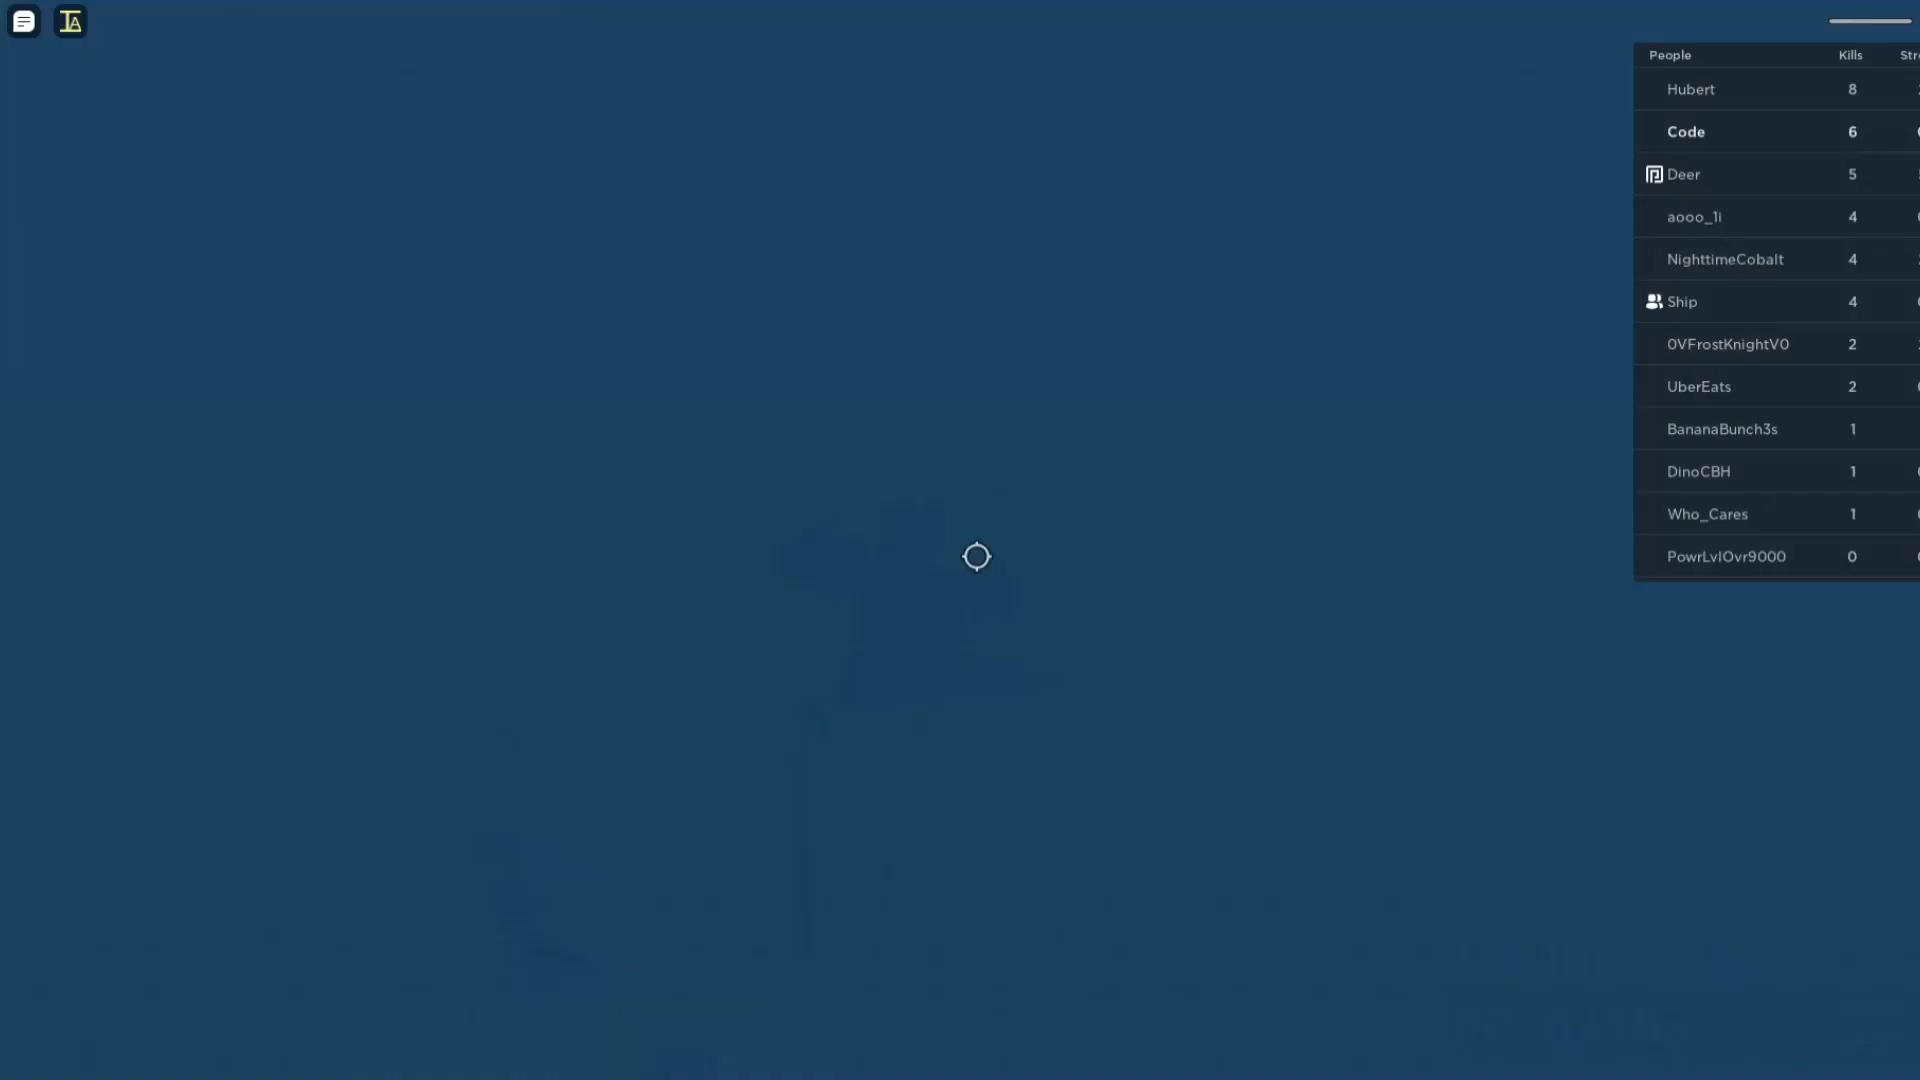 People Kills Str
Hubert 8
Code 6
Deer 5
aooo_1i 4
NighttimeCobalt 4
Ship 4
0VFrostKnightV0 2
UberEats 2
BananaBunch3s 1
DinoCBH 1
Who_Cares 1
PowrLvlOvr9000 0